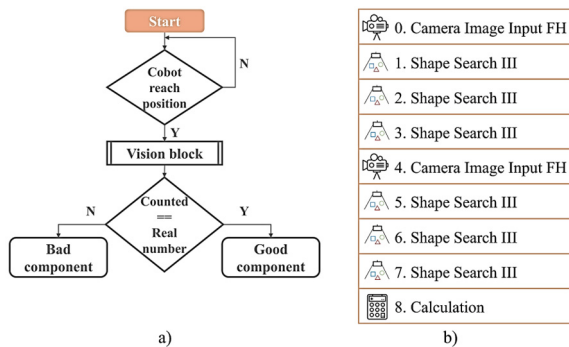 Start
N
Cobot
reach
position
Y
Vision block
N
Counted
==
Real
number
Y
Bad
component
Good
component
a)
0. Camera Image Input FH
1. Shape Search III
2. Shape Search III
3. Shape Search III
4. Camera Image Input FH
5. Shape Search III
6. Shape Search III
7. Shape Search III
8. Calculation
b)